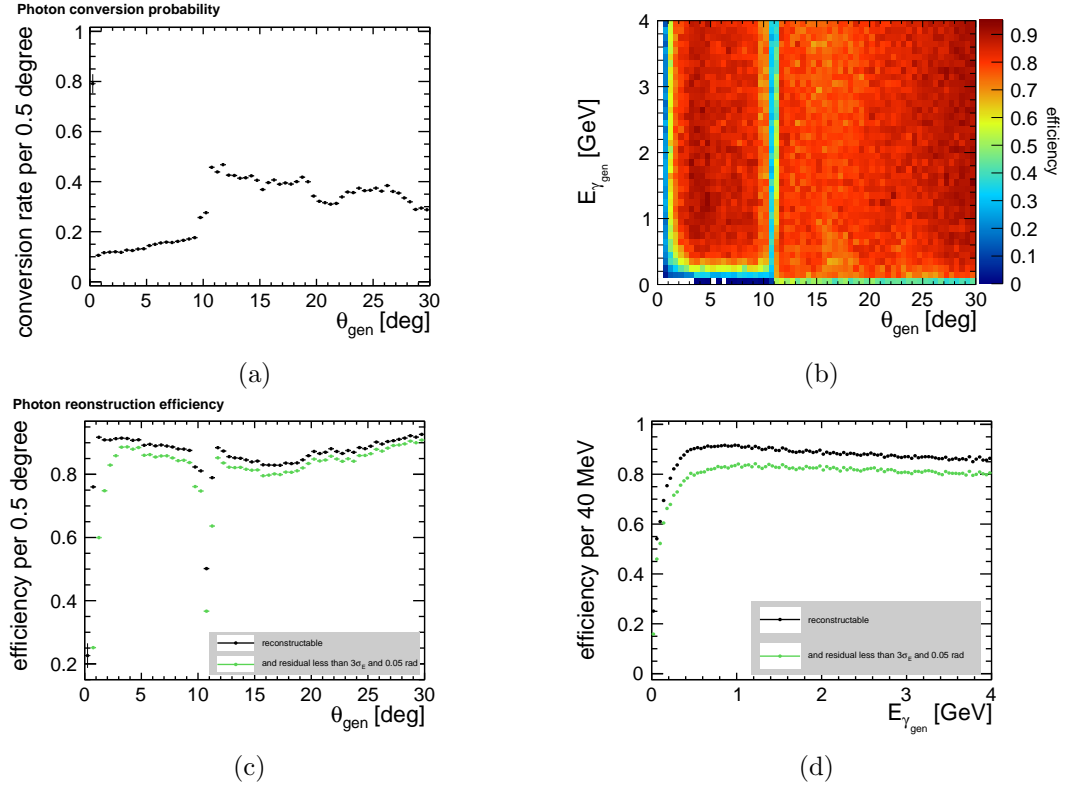 Photon conversion probability
conversion rate per 0.5 degree
1
0.8
0.6
0.4
0.2
0
0 5 10 15 20 25 30
θgen [deg]
(a)
Eγgen [GeV]
4
3
2
1
0
0 5 10 15 20 25 30
θgen [deg]
0.9
0.8
0.7
0.6
0.5
0.4
0.3
0.2
0.1
0
efficiency
(b)
Photon reconstruction efficiency
efficiency per 0.5 degree
0.8
0.6
0.4
0.2
reconstructable
and residual less than 3σE and 0.05 rad
0 5 10 15 20 25 30
θgen [deg]
(c)
efficiency per 40 MeV
1
0.8
0.6
0.4
0.2
0
reconstructable
and residual less than 3σE and 0.05 rad
0 1 2 3 4
Eγgen [GeV]
(d)